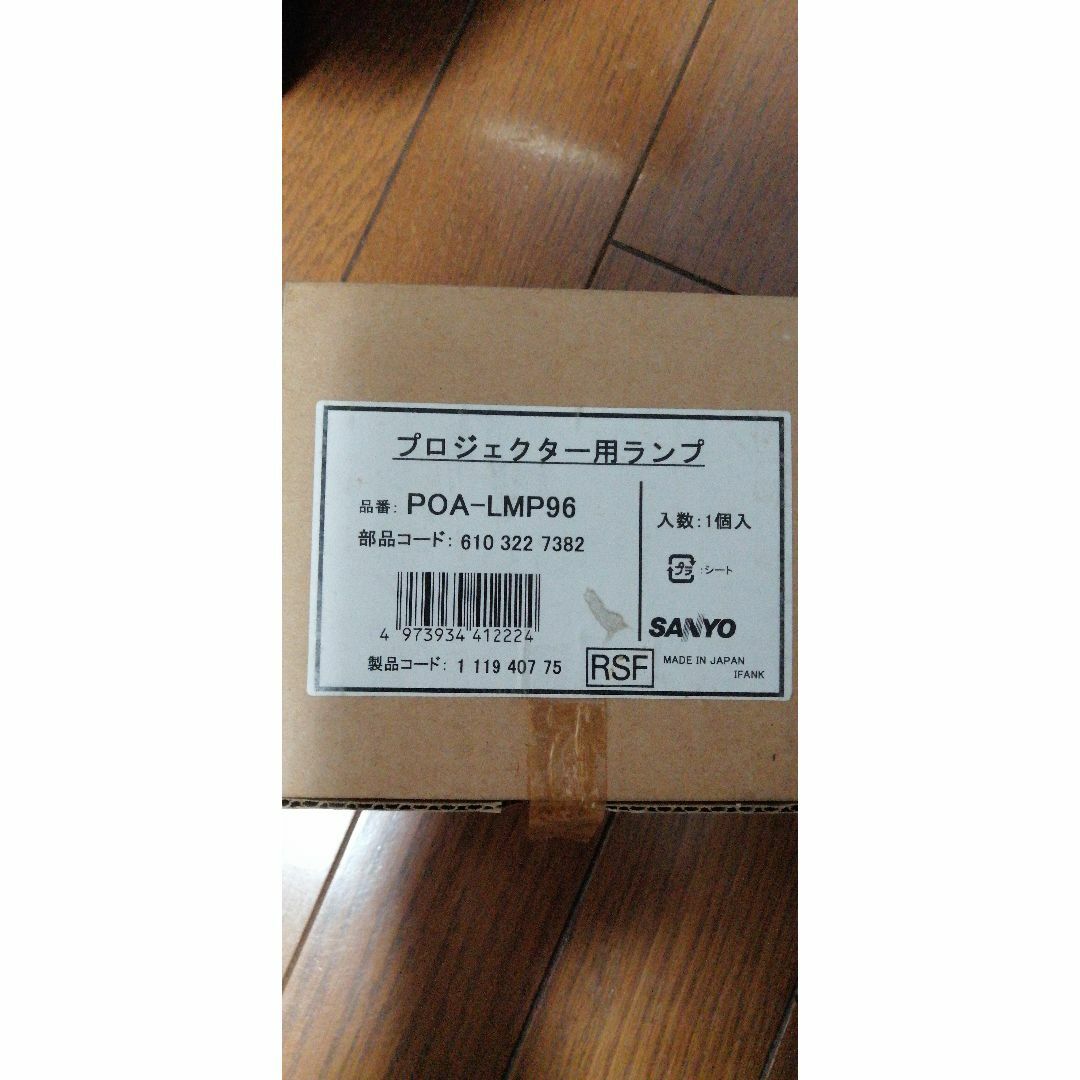 プロジェクター用ランプ
品番: POA-LMP96
部品コード: 610 322 7382
4 973934 412224
製品コード: 1 119 407 75
RSF
入数:1個入
プラ :シート
SANYO
MADE IN JAPAN
IFANK